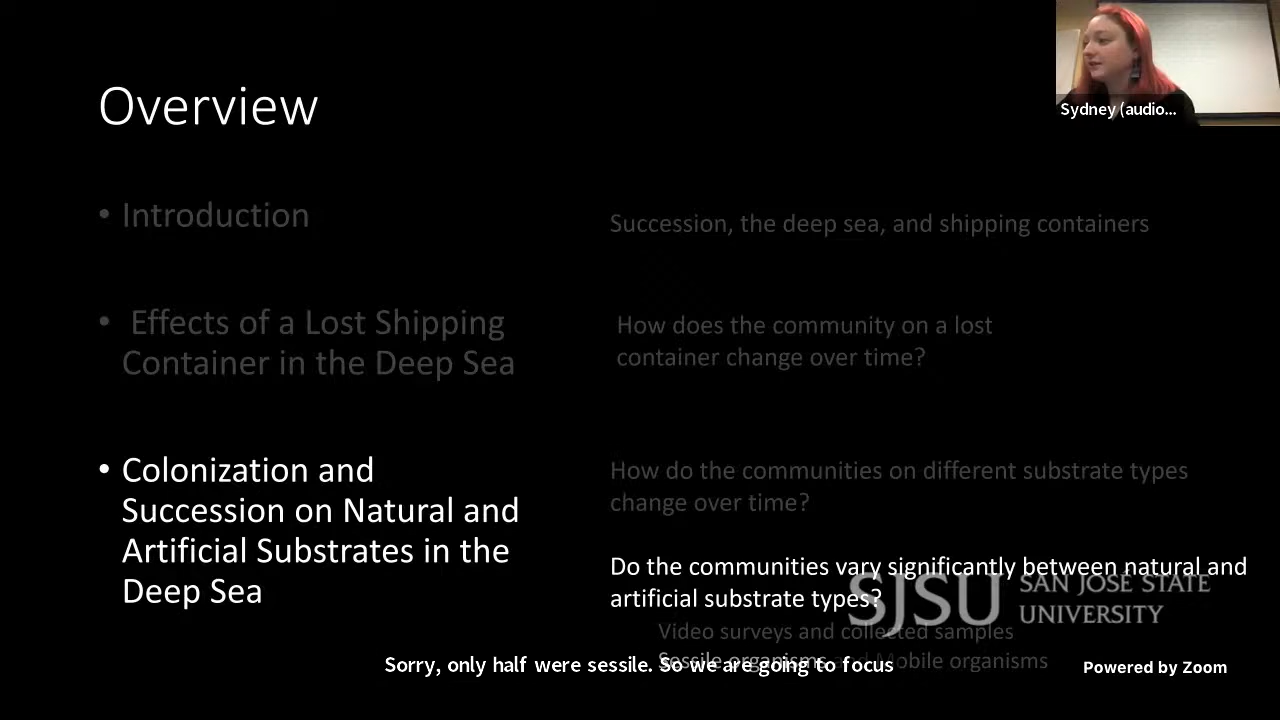 Overview
Sydney (audio...
• Introduction
Succession, the deep sea, and shipping containers
• Effects of a Lost Shipping
Container in the Deep Sea
How does the community on a lost
container change over time?
• Colonization and
Succession on Natural and
Artificial Substrates in the
Deep Sea
How do the communities on different substrate types
change over time?
Do the communities vary significantly between natural and
artificial substrate types?
SJSU SAN JOSÉ STATE
UNIVERSITY
Video surveys and collected samples
Sessile organisms and Mobile organisms
Sorry, only half were sessile. So we are going to focus
Powered by Zoom